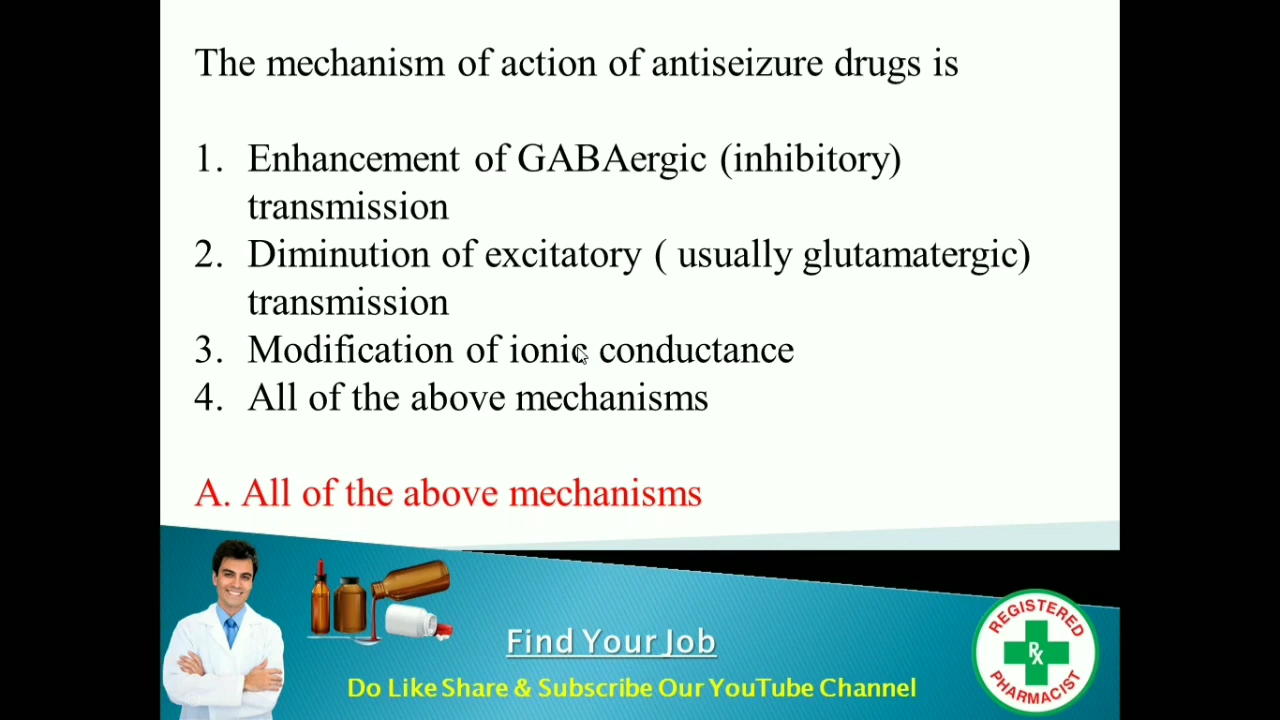 The mechanism of action of antiseizure drugs is
1. Enhancement of GABAergic (inhibitory)
transmission
2. Diminution of excitatory ( usually glutamatergic)
transmission
3. Modification of ionic conductance
4. All of the above mechanisms
A. All of the above mechanisms
Find Your Job
Do Like Share & Subscribe Our YouTube Channel
REGISTERED
Rx
PHARMACIST